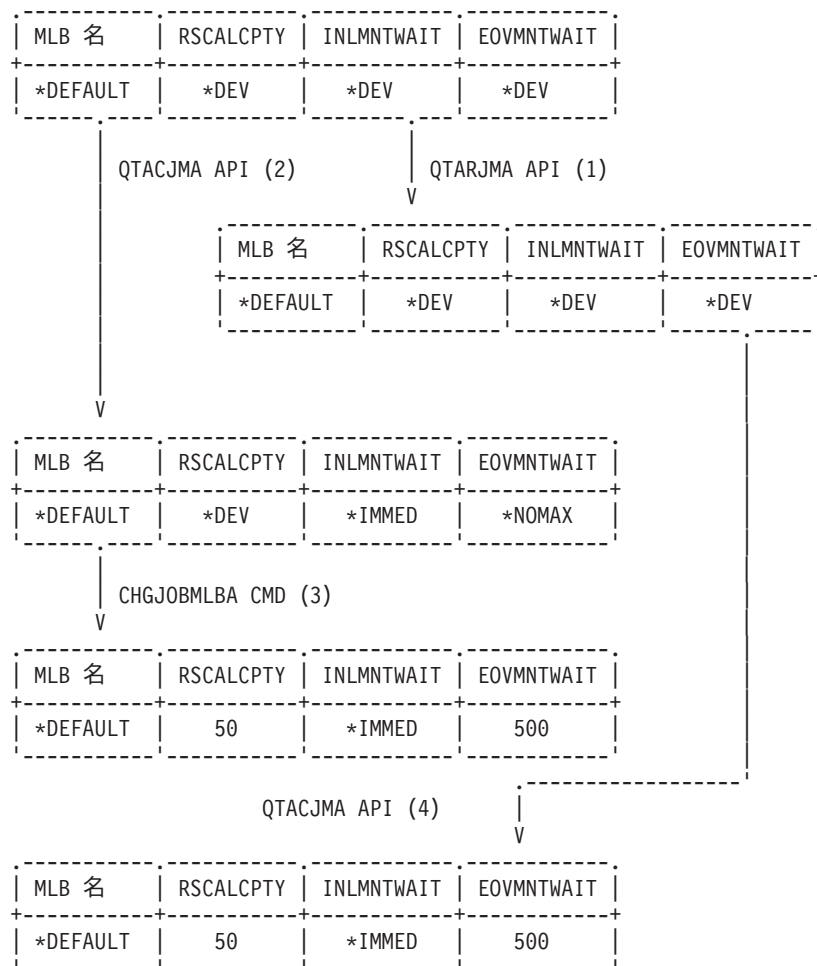 MLB 名 RSCALCPTY INLMNTWAIT EOVMNTWAIT
*DEFAULT *DEV *DEV *DEV
QTACJMA API (2) QTARJMA API (1)
V
MLB 名 RSCALCPTY INLMNTWAIT EOVMNTWAIT
*DEFAULT *DEV *DEV *DEV
V
MLB 名 RSCALCPTY INLMNTWAIT EOVMNTWAIT
*DEFAULT *DEV *IMMED *NOMAX
CHGJOBMLBA CMD (3)
V
MLB 名 RSCALCPTY INLMNTWAIT EOVMNTWAIT
*DEFAULT 50 *IMMED 500
QTACJMA API (4)
V
MLB 名 RSCALCPTY INLMNTWAIT EOVMNTWAIT
*DEFAULT 50 *IMMED 500